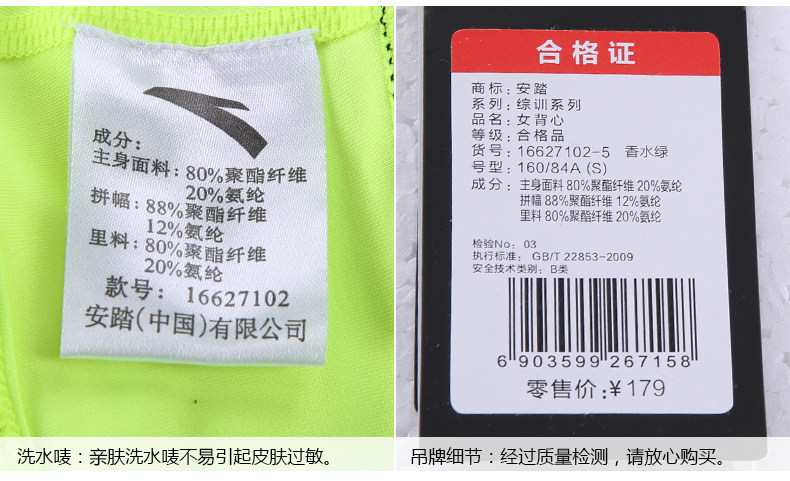 成分:
主身面料: 80%聚酯纤维
20%氨纶
拼幅: 88%聚酯纤维
12%氨纶
里料: 80%聚酯纤维
20%氨纶
款号: 16627102
安踏(中国)有限公司
洗水唛：亲肤洗水唛不易引起皮肤过敏。
合格证
商标: 安踏
系列: 综训系列
品名: 女背心
等级: 合格品
货号: 16627102-5 香水绿
号型: 160/84A (S)
成分: 主身面料 80%聚酯纤维 20%氨纶
拼幅 88%聚酯纤维 12%氨纶
里料 80%聚酯纤维 20%氨纶
检验No: 03
执行标准: GB/T 22853-2009
安全技术类别: B类
6 903599 267158
零售价: ¥179
吊牌细节：经过质量检测，请放心购买。